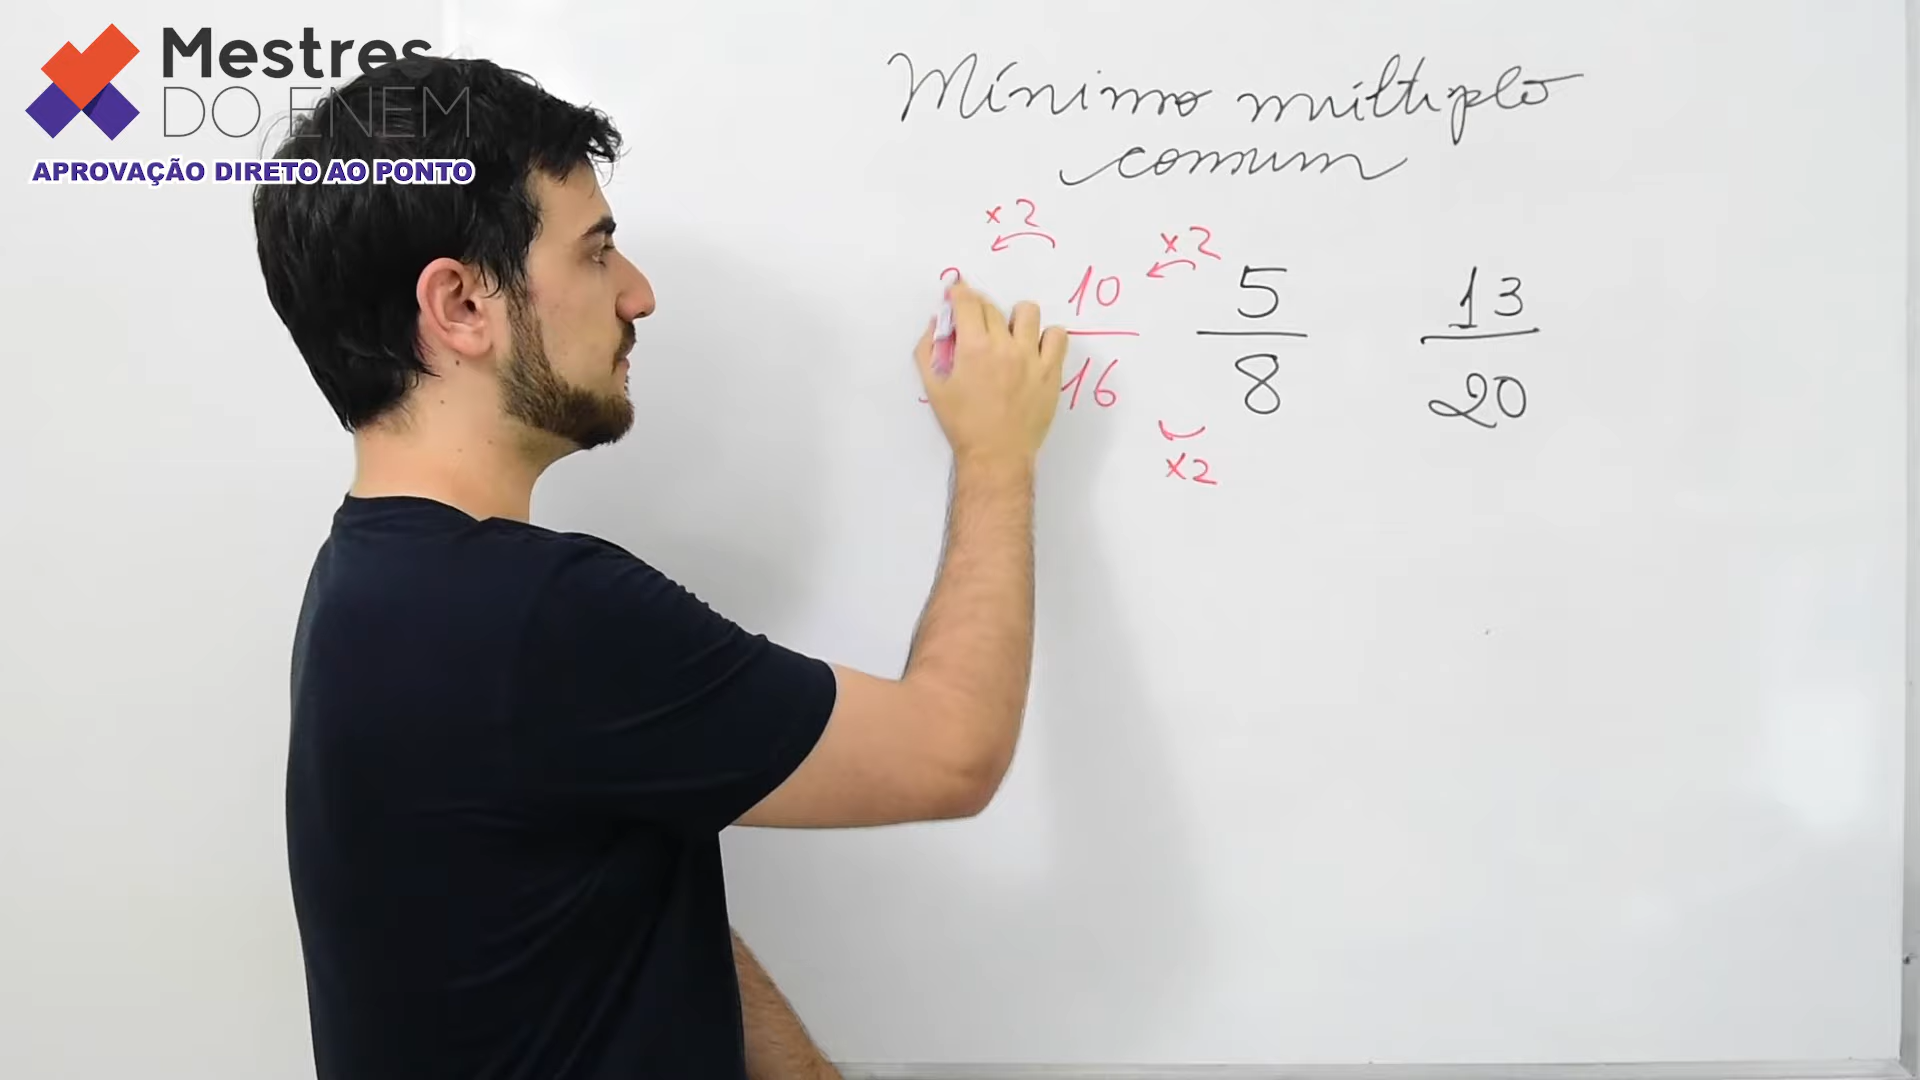 Mestres
DO ENEM
APROVAÇÃO DIRETO AO PONTO
Mínimo múltiplo
comum
x2
x2
10 5 13
16 8 20
x2